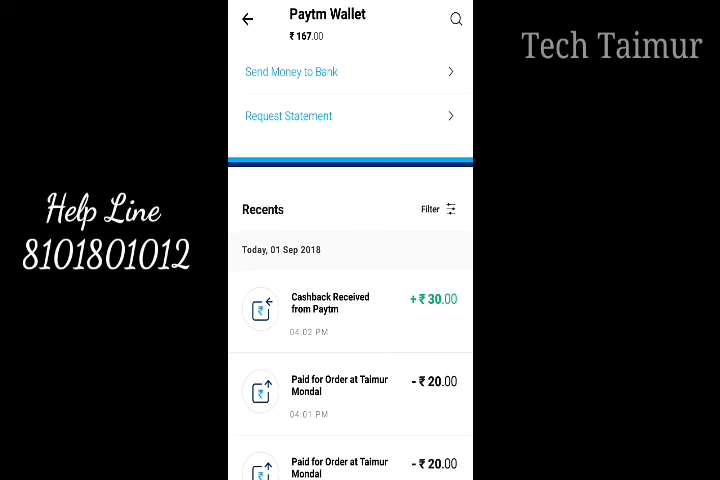 Paytm Wallet
₹ 167.00
Tech Taimur
Send Money to Bank
Request Statement
Help Line
8101801012
Recents
Filter
Today, 01 Sep 2018
Cashback Received
from Paytm
+ ₹ 30.00
04:02 PM
Paid for Order at Taimur
Mondal
- ₹ 20.00
04:01 PM
Paid for Order at Taimur
Mondal
- ₹ 20.00